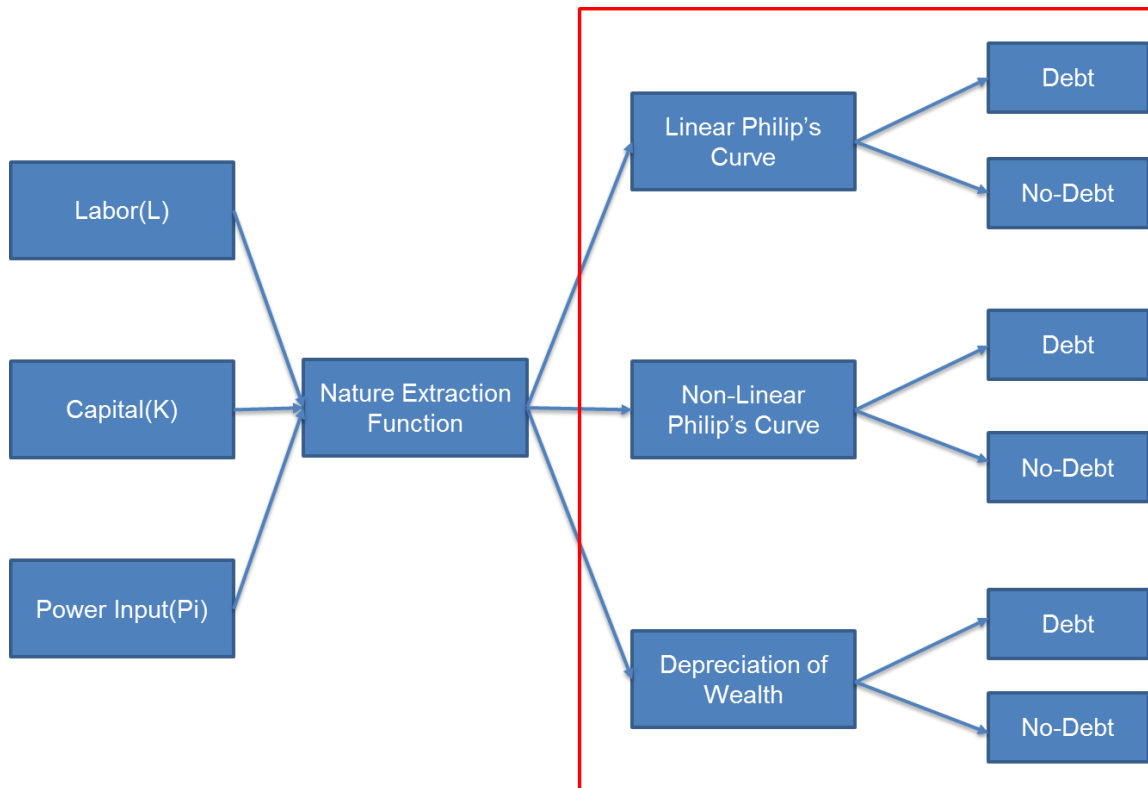 Labor(L)
Capital(K)
Power Input(Pi)
Nature Extraction
Function
Linear Philip's
Curve
Debt
No-Debt
Non-Linear
Philip's Curve
Debt
No-Debt
Depreciation of
Wealth
Debt
No-Debt